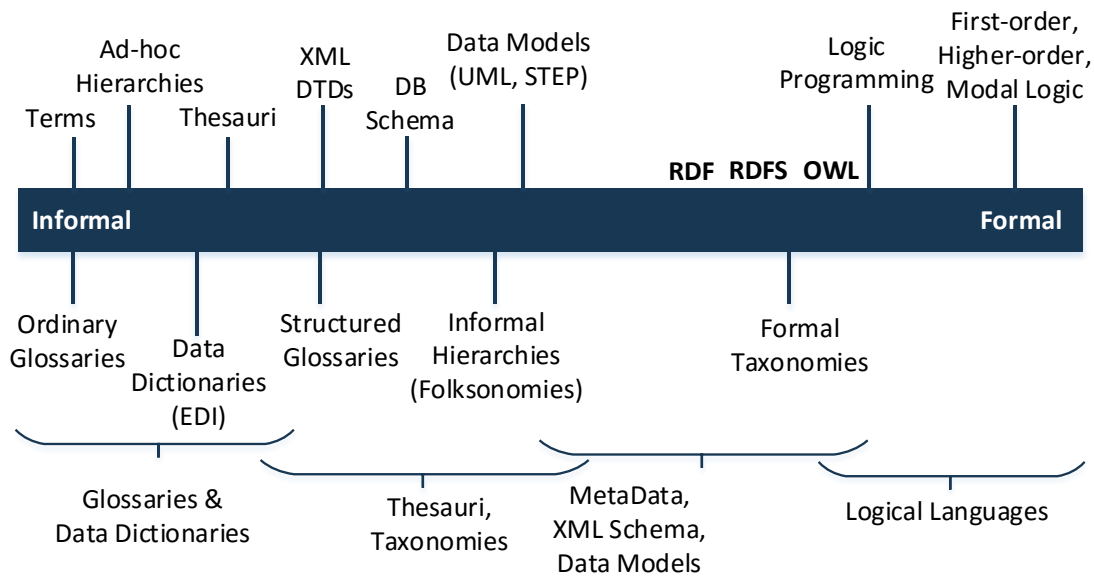 First-order,
Higher-order,
Modal Logic
Ad-hoc
Hierarchies
Data Models
(UML, STEP)
Logic
Programming
XML
DTDs
DB
Schema
Terms
Thesauri
RDF RDFS OWL
Informal
Formal
Ordinary
Glossaries
Data
Dictionaries
(EDI)
Structured
Glossaries
Informal
Hierarchies
(Folksonomies)
Formal
Taxonomies
Glossaries &
Data Dictionaries
Thesauri,
Taxonomies
MetaData,
XML Schema,
Data Models
Logical Languages